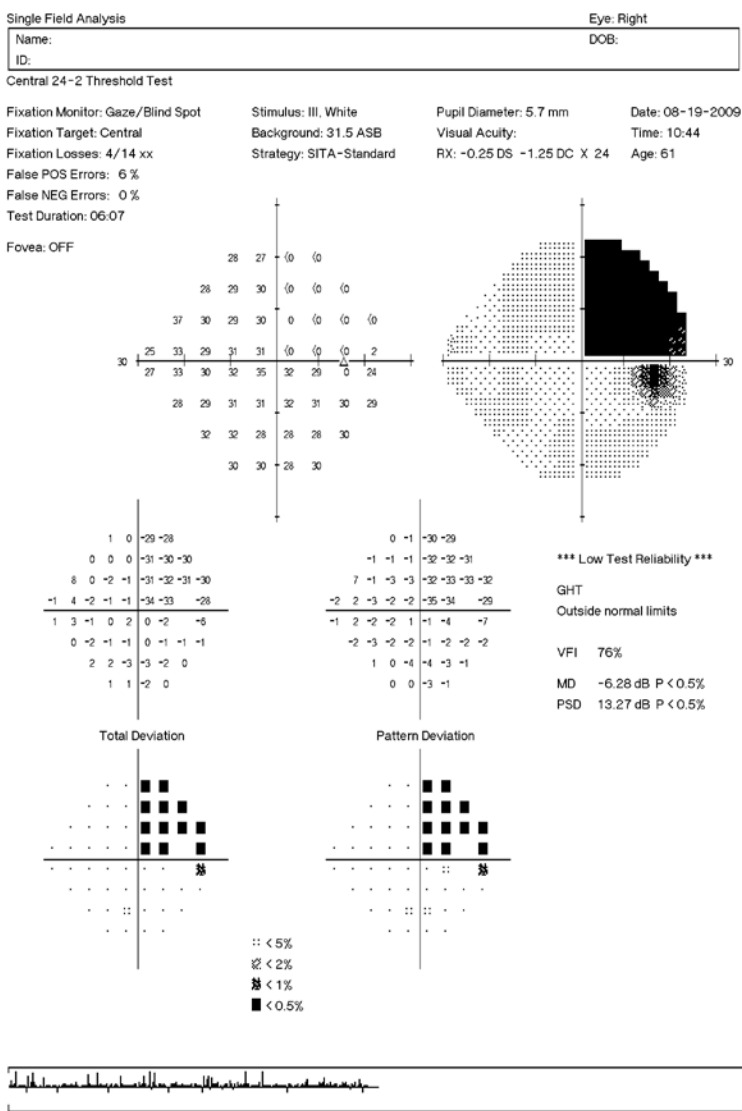 Single Field Analysis Eye: Right
Name: DOB:
ID:
Central 24-2 Threshold Test
Fixation Monitor: Gaze/Blind Spot Stimulus: III, White Pupil Diameter: 5.7 mm Date: 08-19-2009
Fixation Target: Central Background: 31.5 ASB Visual Acuity: Time: 10:44
Fixation Losses: 4/14 xx Strategy: SITA-Standard RX: -0.25 DS -1.25 DC X 24 Age: 61
False POS Errors: 6 %
False NEG Errors: 0 %
Test Duration: 06:07
Fovea: OFF
28 27 <0 <0
28 29 30 <0 <0 <0
37 30 29 30 0 <0 <0 <0
25 33 29 31 31 <0 <0 <0 2
30 30
27 33 30 32 35 32 29 0 24
28 29 31 31 32 31 30 29
32 32 28 28 28 30
30 30 28 30
1 0 -29 -28 0 -1 -30 -29
0 0 0 -31 -30 -30 -1 -1 -1 -32 -32 -31 *** Low Test Reliability ***
8 0 -2 -1 -31 -32 -31 -30 7 -1 -3 -3 -32 -33 -33 -32
GHT
-1 4 -2 -1 -1 -34 -33 -28 -2 2 -3 -2 -2 -35 -34 -29
Outside normal limits
1 3 -1 0 2 0 -2 -6 -1 2 -2 -2 1 -1 -4 -7
0 -2 -1 -1 0 -1 -1 -1 -2 -3 -2 -2 -1 -2 -2 -2
VFI 76%
2 2 -3 -3 -2 0 1 0 -4 -4 -3 -1
1 1 -2 0 0 0 -3 -1
MD -6.28 dB P < 0.5%
PSD 13.27 dB P < 0.5%
Total Deviation Pattern Deviation
< 5%
< 2%
< 1%
< 0.5%